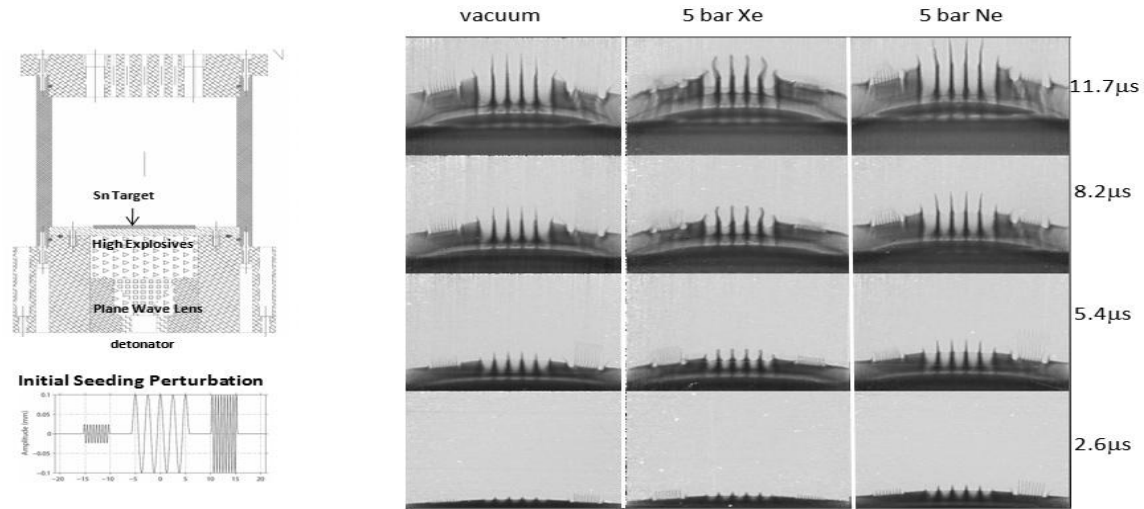 vacuum 5 bar Xe 5 bar Ne
11.7μs
8.2μs
5.4μs
2.6μs
Sn Target
High Explosives
Plane Wave Lens
detonator
Initial Seeding Perturbation
Amplitude (mm)
0.1
0.05
0
−0.05
−0.1
−20 −15 −10 −5 0 5 10 15 20